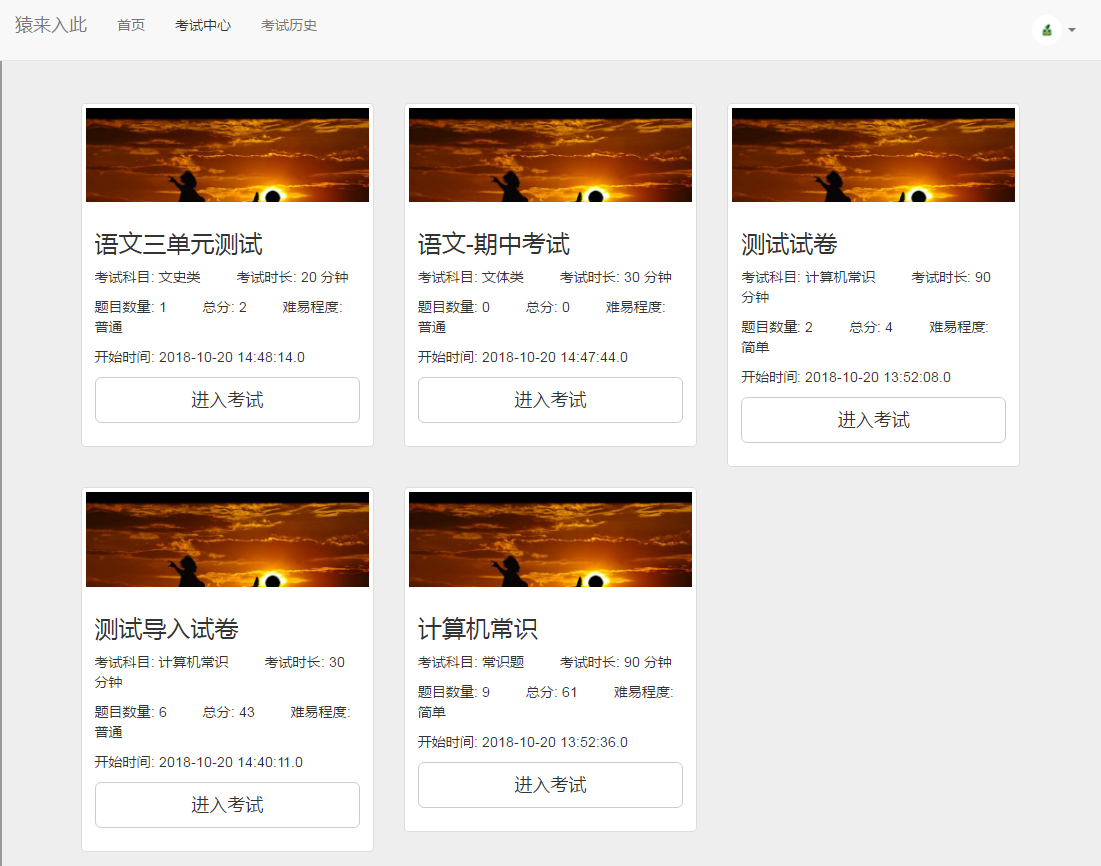 猿来入此 首页 考试中心 考试历史
语文三单元测试
考试科目: 文史类 考试时长: 20 分钟
题目数量: 1 总分: 2 难易程度:
普通
开始时间: 2018-10-20 14:48:14.0
进入考试
语文-期中考试
考试科目: 文体类 考试时长: 30 分钟
题目数量: 0 总分: 0 难易程度:
普通
开始时间: 2018-10-20 14:47:44.0
进入考试
测试试卷
考试科目: 计算机常识 考试时长: 90
分钟
题目数量: 2 总分: 4 难易程度:
简单
开始时间: 2018-10-20 13:52:08.0
进入考试
测试导入试卷
考试科目: 计算机常识 考试时长: 30
分钟
题目数量: 6 总分: 43 难易程度:
普通
开始时间: 2018-10-20 14:40:11.0
进入考试
计算机常识
考试科目: 常识题 考试时长: 90 分钟
题目数量: 9 总分: 61 难易程度:
简单
开始时间: 2018-10-20 13:52:36.0
进入考试